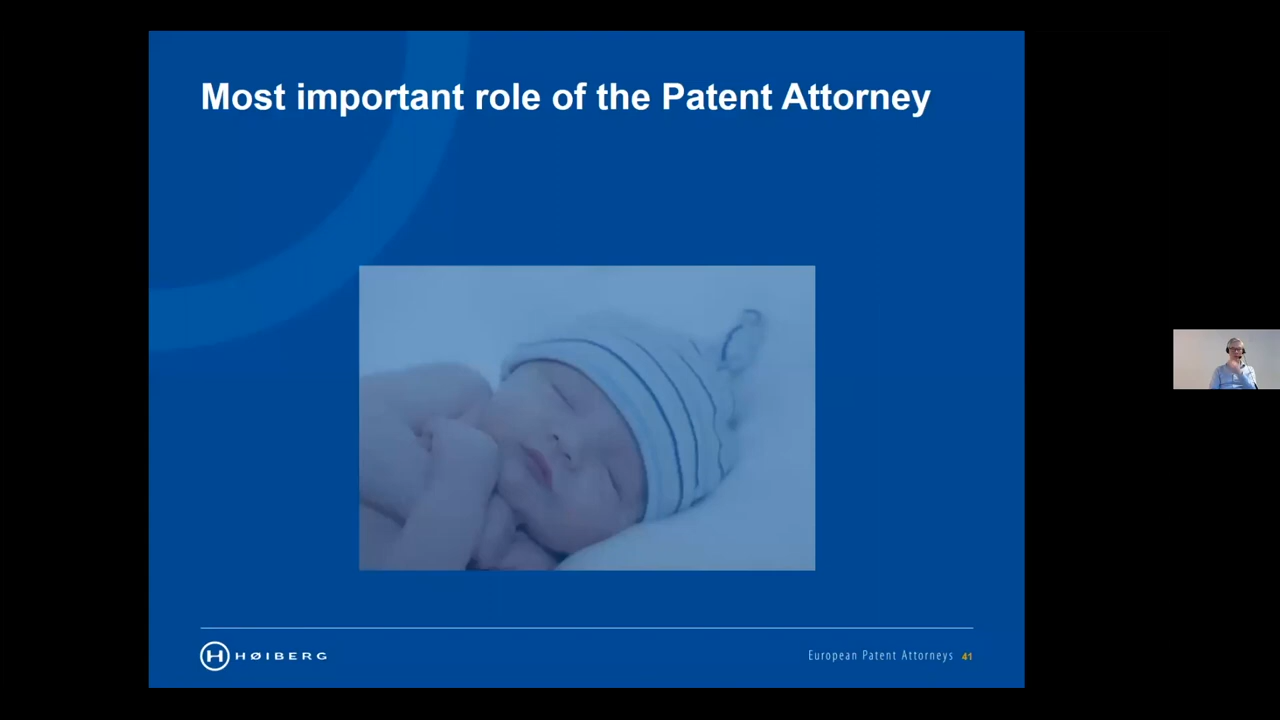 Most important role of the Patent Attorney
HØIBERG
European Patent Attorneys 41